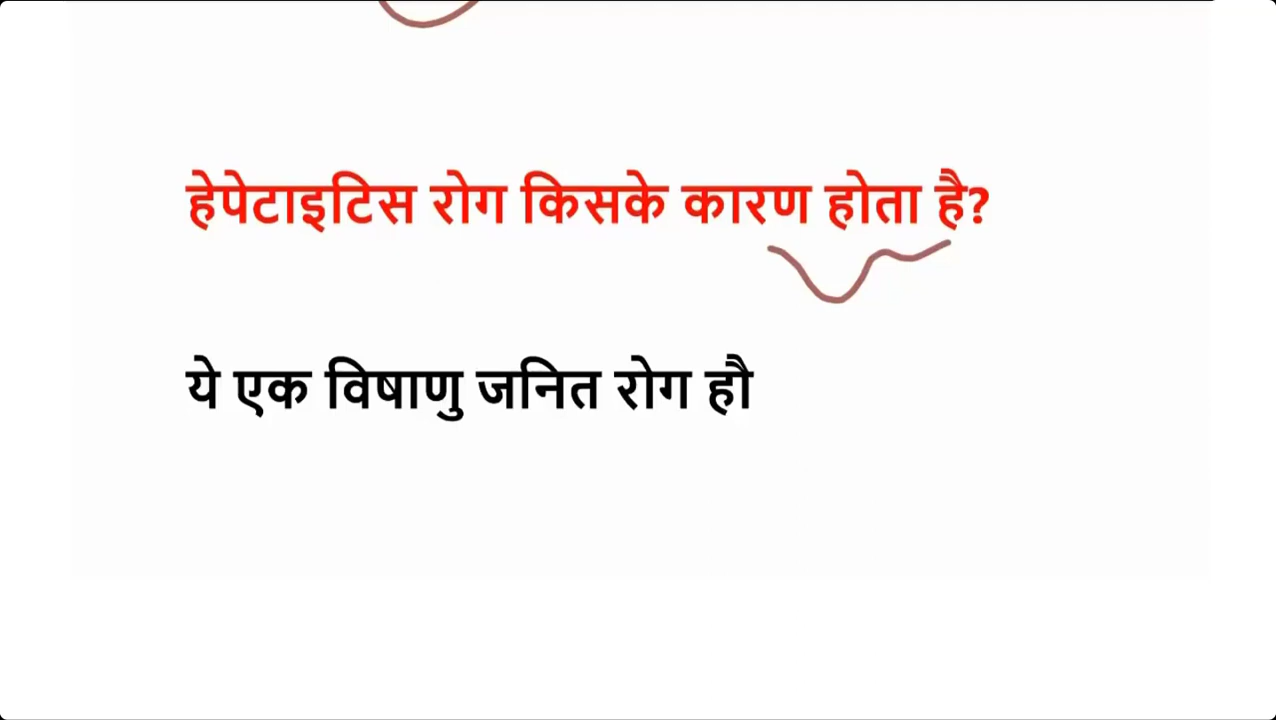 हेपेटाइटिस रोग किसके कारण होता है?
ये एक विषाणु जनित रोग हौ